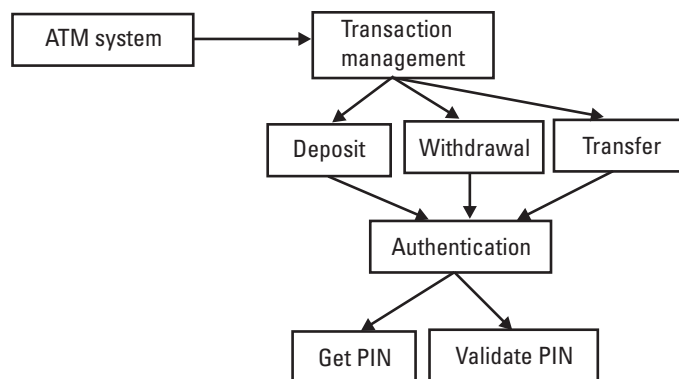 ATM system
Transaction
management
Deposit
Withdrawal
Transfer
Authentication
Get PIN
Validate PIN